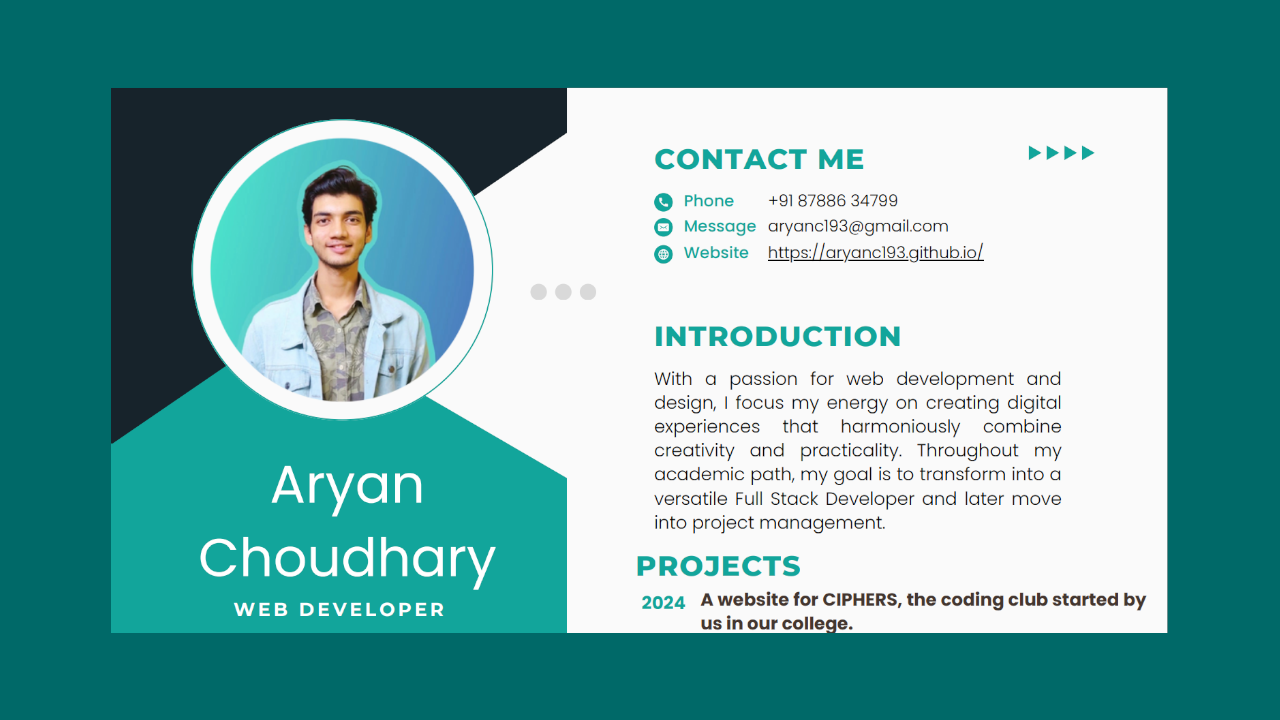 Aryan
Choudhary
WEB DEVELOPER
CONTACT ME
Phone +91 87886 34799
Message aryanc193@gmail.com
Website https://aryanc193.github.io/
INTRODUCTION
With a passion for web development and
design, I focus my energy on creating digital
experiences that harmoniously combine
creativity and practicality. Throughout my
academic path, my goal is to transform into a
versatile Full Stack Developer and later move
into project management.
PROJECTS
2024 A website for CIPHERS, the coding club started by
us in our college.